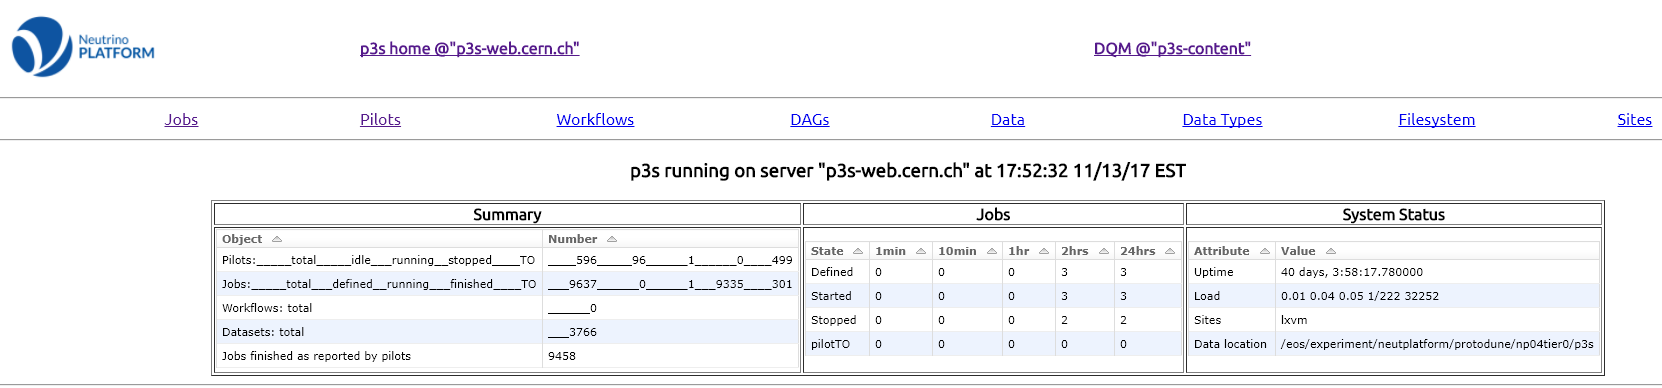 Neutrino
PLATFORM
p3s home @"p3s-web.cern.ch"
DQM @"p3s-content"
Jobs Pilots Workflows DAGs Data Data Types Filesystem Sites
p3s running on server "p3s-web.cern.ch" at 17:52:32 11/13/17 EST
Summary Jobs System Status
Object Number
State 1min 10min 1hr 2hrs 24hrs
Attribute Value
Pilots:_____total_____idle___running__stopped____TO ____596_____96______1______0____499
Jobs:_____total___defined__running___finished____TO ___9637______0______1___9335____301
Workflows: total ______0
Datasets: total ___3766
Jobs finished as reported by pilots 9458
Defined 0 0 0 3 3
Started 0 0 0 3 3
Stopped 0 0 0 2 2
pilotTO 0 0 0 0 0
Uptime 40 days, 3:58:17.780000
Load 0.01 0.04 0.05 1/222 32252
Sites lxvm
Data location /eos/experiment/neutplatform/protodune/np04tier0/p3s